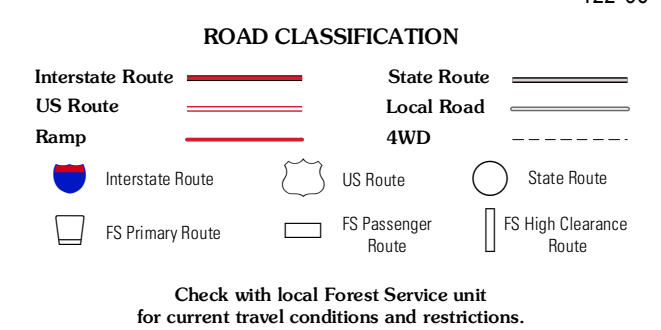 ROAD CLASSIFICATION
Interstate Route
State Route
US Route
Local Road
Ramp
4WD
Interstate Route
US Route
State Route
FS Primary Route
FS Passenger
Route
FS High Clearance
Route
Check with local Forest Service unit
for current travel conditions and restrictions.